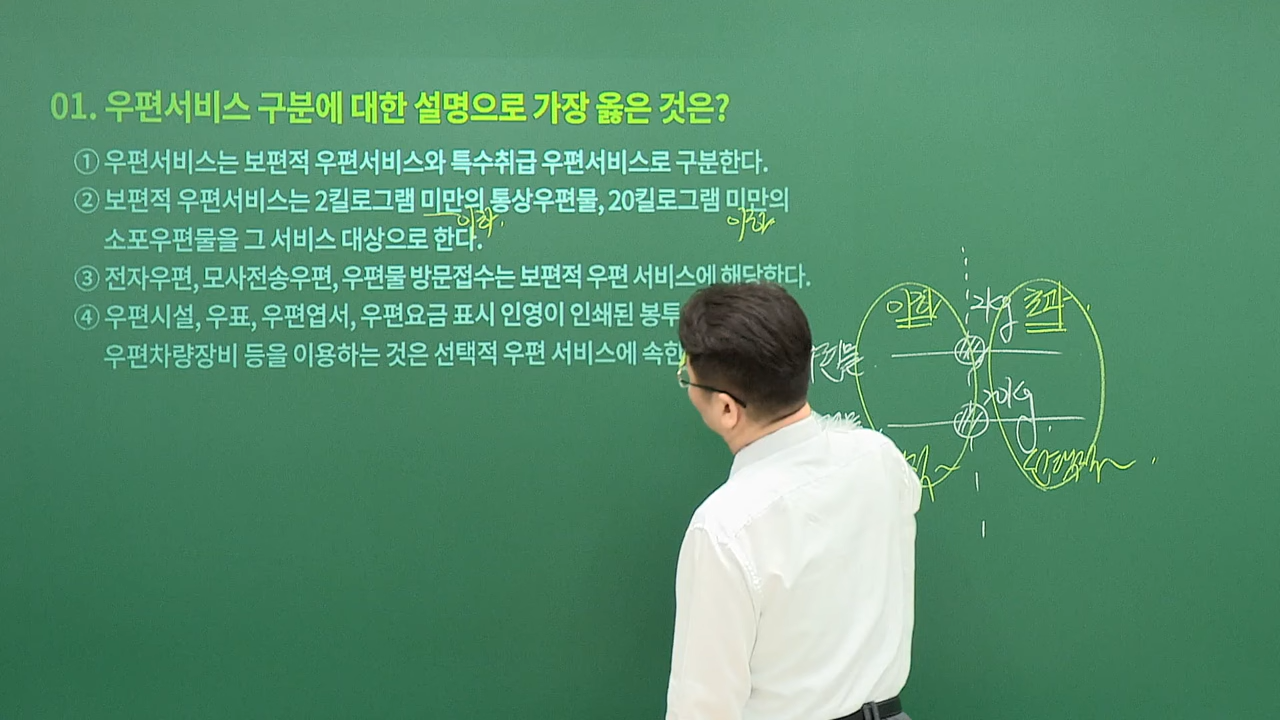 01. 우편서비스 구분에 대한 설명으로 가장 옳은 것은?
① 우편서비스는 보편적 우편서비스와 특수취급 우편서비스로 구분한다.
② 보편적 우편서비스는 2킬로그램 미만의 통상우편물, 20킬로그램 미만의
이하. 이하
소포우편물을 그 서비스 대상으로 한다.
③ 전자우편, 모사전송우편, 우편물 방문접수는 보편적 우편 서비스에 해당한다.
④ 우편시설, 우표, 우편엽서, 우편요금 표시 인영이 인쇄된 봉투
우편차량장비 등을 이용하는 것은 선택적 우편 서비스에 속한
이하 2kg 초과
20kg